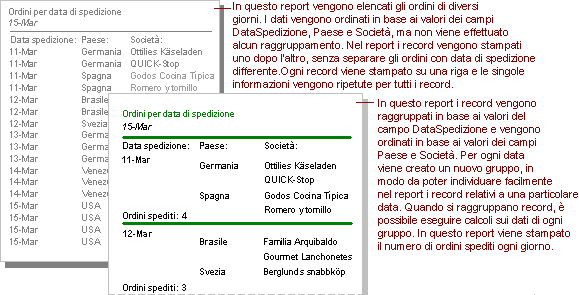 Ordini per data di spedizione
15-Mar
Data spedizione: Paese: Società:
11-Mar Germania Ottilies Käseladen
11-Mar Germania QUICK-Stop
11-Mar Spagna Godos Cocina Típica
11-Mar Spagna Romero y tomillo
12-Mar Brasile
12-Mar Brasile
12-Mar Svezia
13-Mar Germa
13-Mar Germa
13-Mar Germa
14-Mar Venezu
14-Mar Venezu
15-Mar USA
15-Mar USA
15-Mar USA
In questo report vengono elencati gli ordini di diversi
giorni. I dati vengono ordinati in base ai valori dei campi
DataSpedizione, Paese e Società, ma non viene effettuato
alcun raggruppamento. Nel report i record vengono stampati
uno dopo l'altro, senza separare gli ordini con data di spedizione
differente.Ogni record viene stampato su una riga e le singole
informazioni vengono ripetute per tutti i record.
Ordini per data di spedizione
15-Mar
Data spedizione: Paese: Società:
11-Mar
Germania Ottilies Käseladen
QUICK-Stop
Spagna Godos Cocina Típica
Romero y tomillo
Ordini spediti: 4
12-Mar
Brasile Familia Arquibaldo
Gourmet Lanchonetes
Svezia Berglunds snabbköp
Ordini spediti: 3
In questo report i record vengono
raggruppati in base ai valori del
campo DataSpedizione e vengono
ordinati in base ai valori dei campi
Paese e Società. Per ogni data
viene creato un nuovo gruppo, in
modo da poter individuare facilmente
nel report i record relativi a una particolare
data. Quando si raggruppano record, è
possibile eseguire calcoli sui dati di ogni
gruppo. In questo report viene stampato
il numero di ordini spediti ogni giorno.